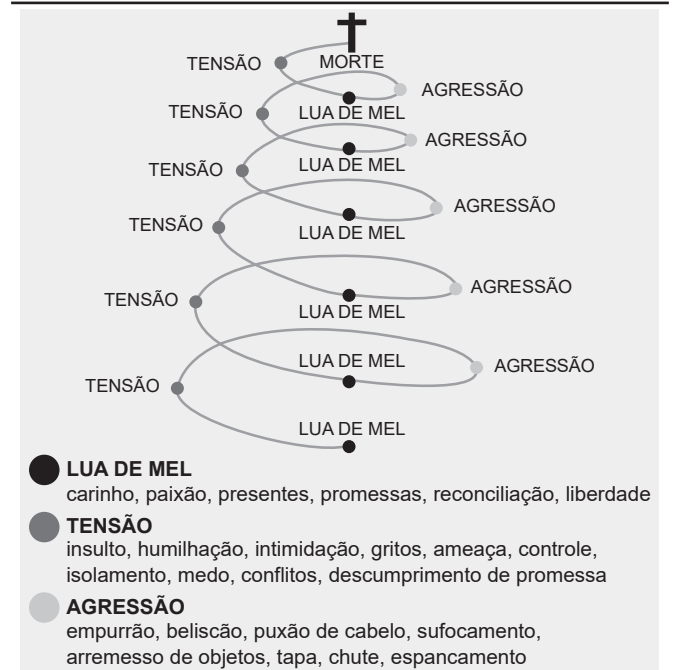 TENSÃO
MORTE
AGRESSÃO
TENSÃO
LUA DE MEL
AGRESSÃO
TENSÃO
LUA DE MEL
AGRESSÃO
TENSÃO
LUA DE MEL
AGRESSÃO
TENSÃO
LUA DE MEL
LUA DE MEL
AGRESSÃO
TENSÃO
LUA DE MEL
LUA DE MEL
carinho, paixão, presentes, promessas, reconciliação, liberdade
TENSÃO
insulto, humilhação, intimidação, gritos, ameaça, controle,
isolamento, medo, conflitos, descumprimento de promessa
AGRESSÃO
empurrão, beliscão, puxão de cabelo, sufocamento,
arremesso de objetos, tapa, chute, espancamento